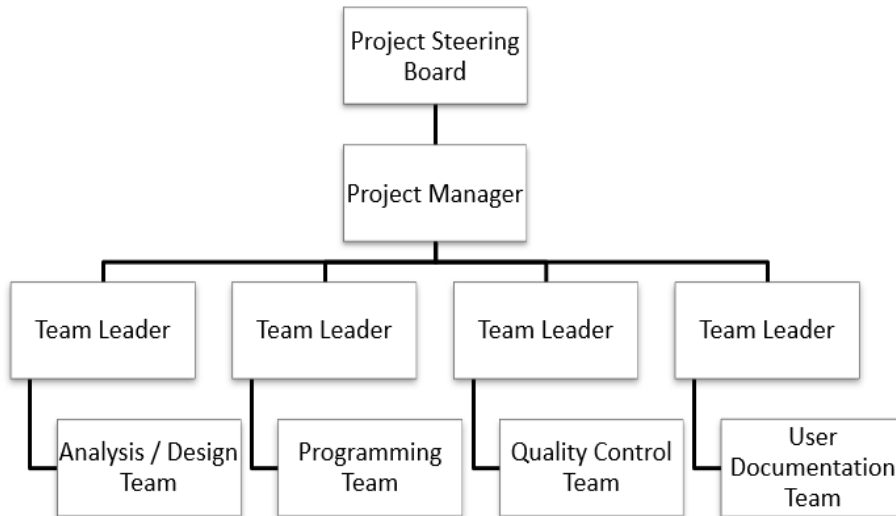 Project Steering
Board
Project Manager
Team Leader
Team Leader
Team Leader
Team Leader
Analysis / Design
Team
Programming
Team
Quality Control
Team
User
Documentation
Team